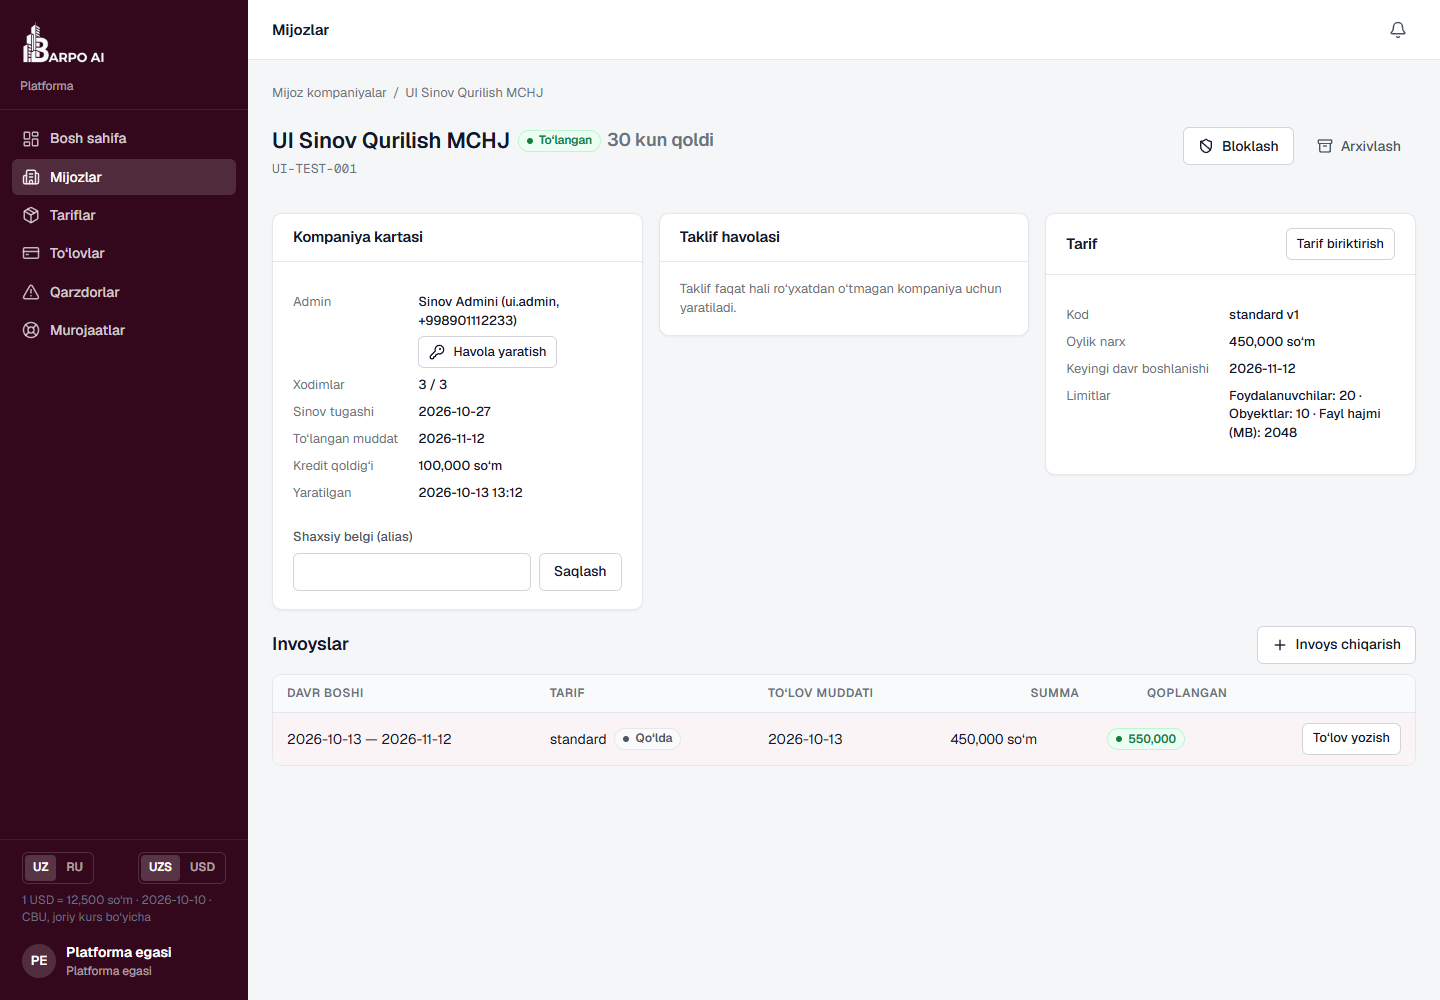 BARPO AI
Platforma
Bosh sahifa
Mijozlar
Tariflar
To‘lovlar
Qarzdorlar
Murojaatlar
UZ RU UZS USD
1 USD = 12,500 so‘m · 2026-10-10 ·
CBU, joriy kurs bo‘yicha
PE
Platforma egasi
Platforma egasi
Mijozlar
Mijoz kompaniyalar / UI Sinov Qurilish MCHJ
UI Sinov Qurilish MCHJ To‘langan 30 kun qoldi
UI-TEST-001
Bloklash
Arxivlash
Kompaniya kartasi
Admin Sinov Admini (ui.admin,
+998901112233)
Havola yaratish
Xodimlar 3 / 3
Sinov tugashi 2026-10-27
To‘langan muddat 2026-11-12
Kredit qoldig‘i 100,000 so‘m
Yaratilgan 2026-10-13 13:12
Shaxsiy belgi (alias)
Saqlash
Taklif havolasi
Taklif faqat hali ro‘yxatdan o‘tmagan kompaniya uchun
yaratiladi.
Tarif
Tarif biriktirish
Kod standard v1
Oylik narx 450,000 so‘m
Keyingi davr boshlanishi 2026-11-12
Limitlar Foydalanuvchilar: 20 ·
Obyektlar: 10 · Fayl hajmi
(MB): 2048
Invoyslar
Invoys chiqarish
DAVR BOSHI TARIF TO‘LOV MUDDATI SUMMA QOPLANGAN
2026-10-13 — 2026-11-12 standard Qo‘lda 2026-10-13 450,000 so‘m 550,000 To‘lov yozish